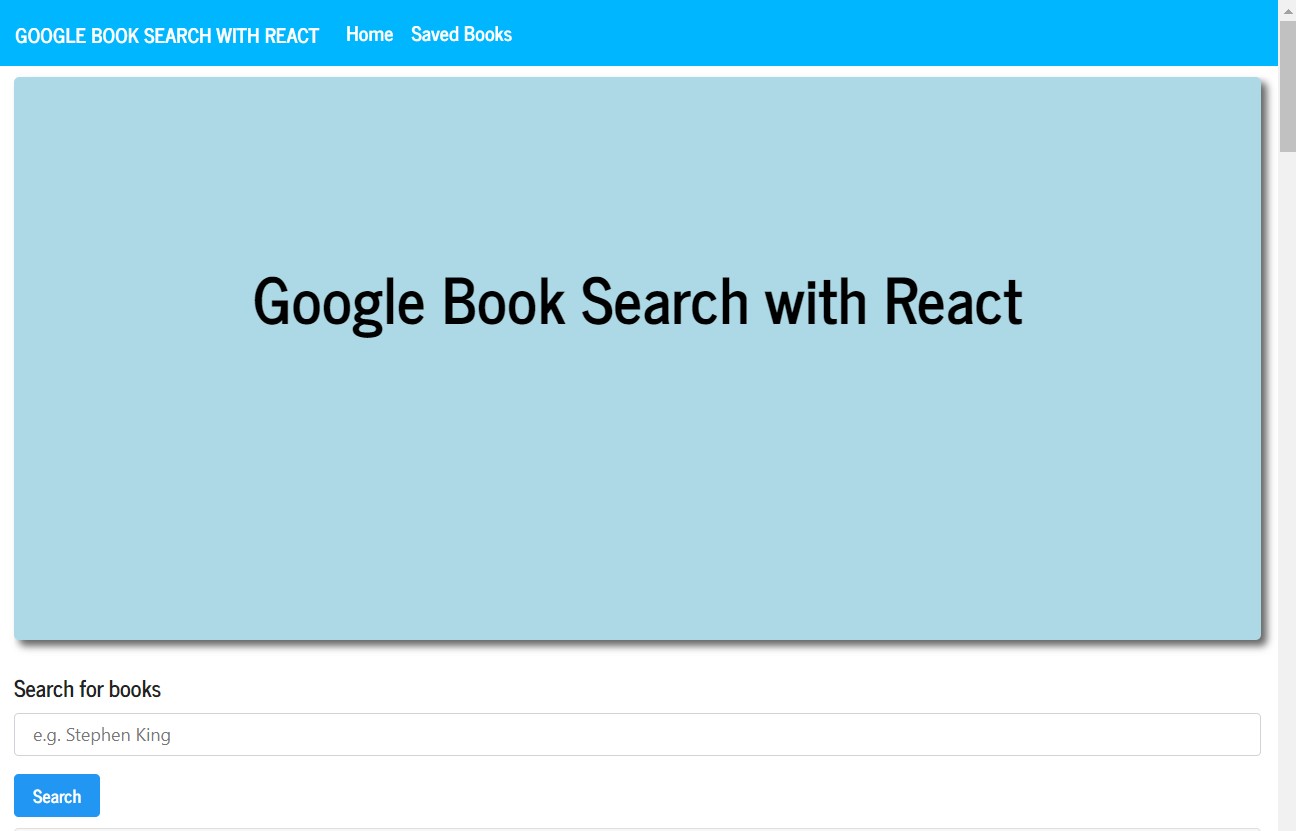 GOOGLE BOOK SEARCH WITH REACT Home Saved Books
Google Book Search with React
Search for books
e.g. Stephen King
Search